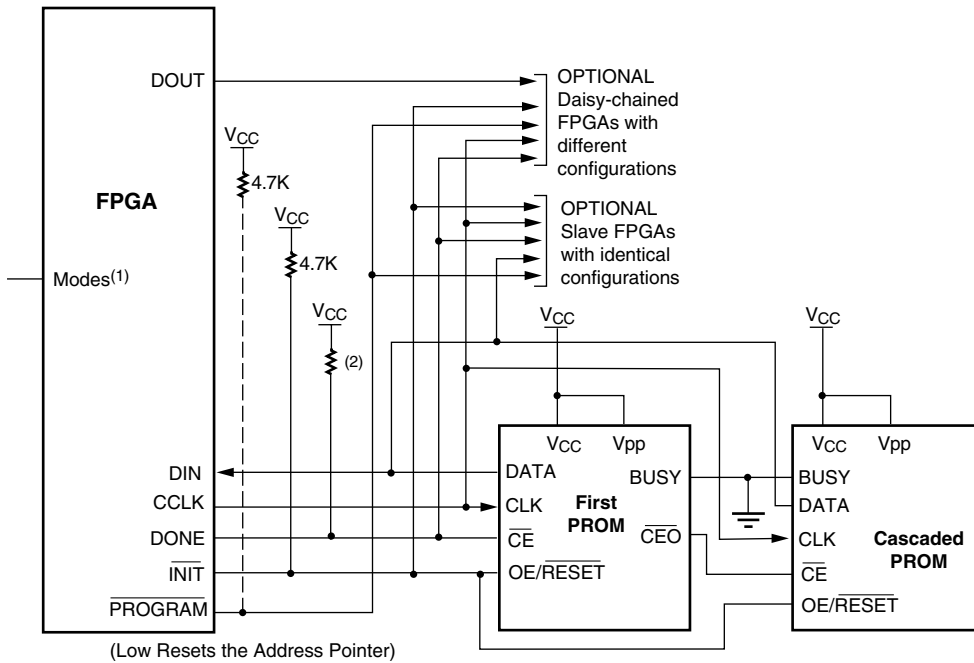 DOUT
OPTIONAL
Daisy-chained
FPGAs with
different
configurations
VCC
4.7K
FPGA
VCC
4.7K
OPTIONAL
Slave FPGAs
with identical
configurations
Modes(1)
VCC
(2)
VCC
VCC
VCC
Vpp
VCC
Vpp
DIN
DATA
BUSY
BUSY
CCLK
CLK
First
PROM
DATA
DONE
CE
CEO
CLK
Cascaded
PROM
INIT
OE/RESET
CE
PROGRAM
OE/RESET
(Low Resets the Address Pointer)